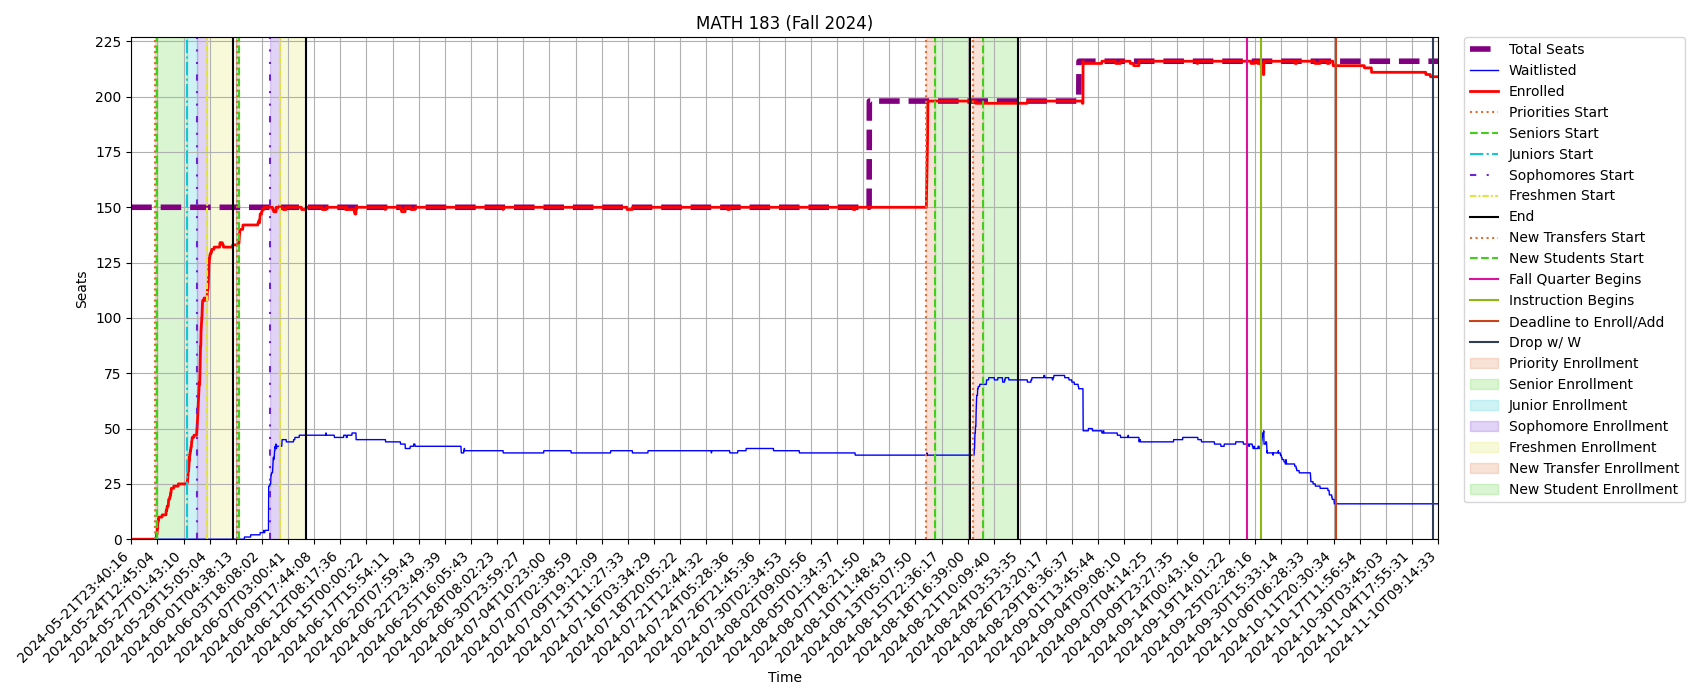 MATH 183 (Fall 2024)
225
200
175
150
125
100
75
50
25
0
Seats
2024-05-21T23:40:16
2024-05-24T12:45:04
2024-05-27T01:43:10
2024-05-29T15:05:04
2024-06-01T04:38:13
2024-06-03T18:08:02
2024-06-07T03:00:41
2024-06-09T17:44:08
2024-06-12T08:17:36
2024-06-15T00:00:22
2024-06-17T15:54:11
2024-06-20T07:59:43
2024-06-22T23:49:39
2024-06-25T16:05:43
2024-06-28T08:02:23
2024-06-30T23:59:27
2024-07-04T10:23:00
2024-07-07T02:38:59
2024-07-09T19:12:09
2024-07-13T11:27:33
2024-07-16T03:34:29
2024-07-18T20:05:22
2024-07-21T12:44:32
2024-07-24T05:28:36
2024-07-26T21:45:36
2024-07-30T02:34:53
2024-08-02T09:00:56
2024-08-05T01:34:37
2024-08-07T18:21:50
2024-08-10T11:48:43
2024-08-13T05:07:50
2024-08-15T22:36:17
2024-08-18T16:39:00
2024-08-21T10:09:40
2024-08-24T03:53:35
2024-08-26T23:20:17
2024-08-29T18:36:37
2024-09-01T13:45:44
2024-09-04T09:08:10
2024-09-07T04:14:25
2024-09-09T23:27:35
2024-09-14T00:43:16
2024-09-19T14:01:22
2024-09-25T02:28:16
2024-09-30T15:33:14
2024-10-06T06:28:33
2024-10-11T20:30:34
2024-10-17T11:56:54
2024-10-30T03:45:03
2024-11-04T17:55:31
2024-11-10T09:14:33
Time
Total Seats
Waitlisted
Enrolled
Priorities Start
Seniors Start
Juniors Start
Sophomores Start
Freshmen Start
End
New Transfers Start
New Students Start
Fall Quarter Begins
Instruction Begins
Deadline to Enroll/Add
Drop w/ W
Priority Enrollment
Senior Enrollment
Junior Enrollment
Sophomore Enrollment
Freshmen Enrollment
New Transfer Enrollment
New Student Enrollment